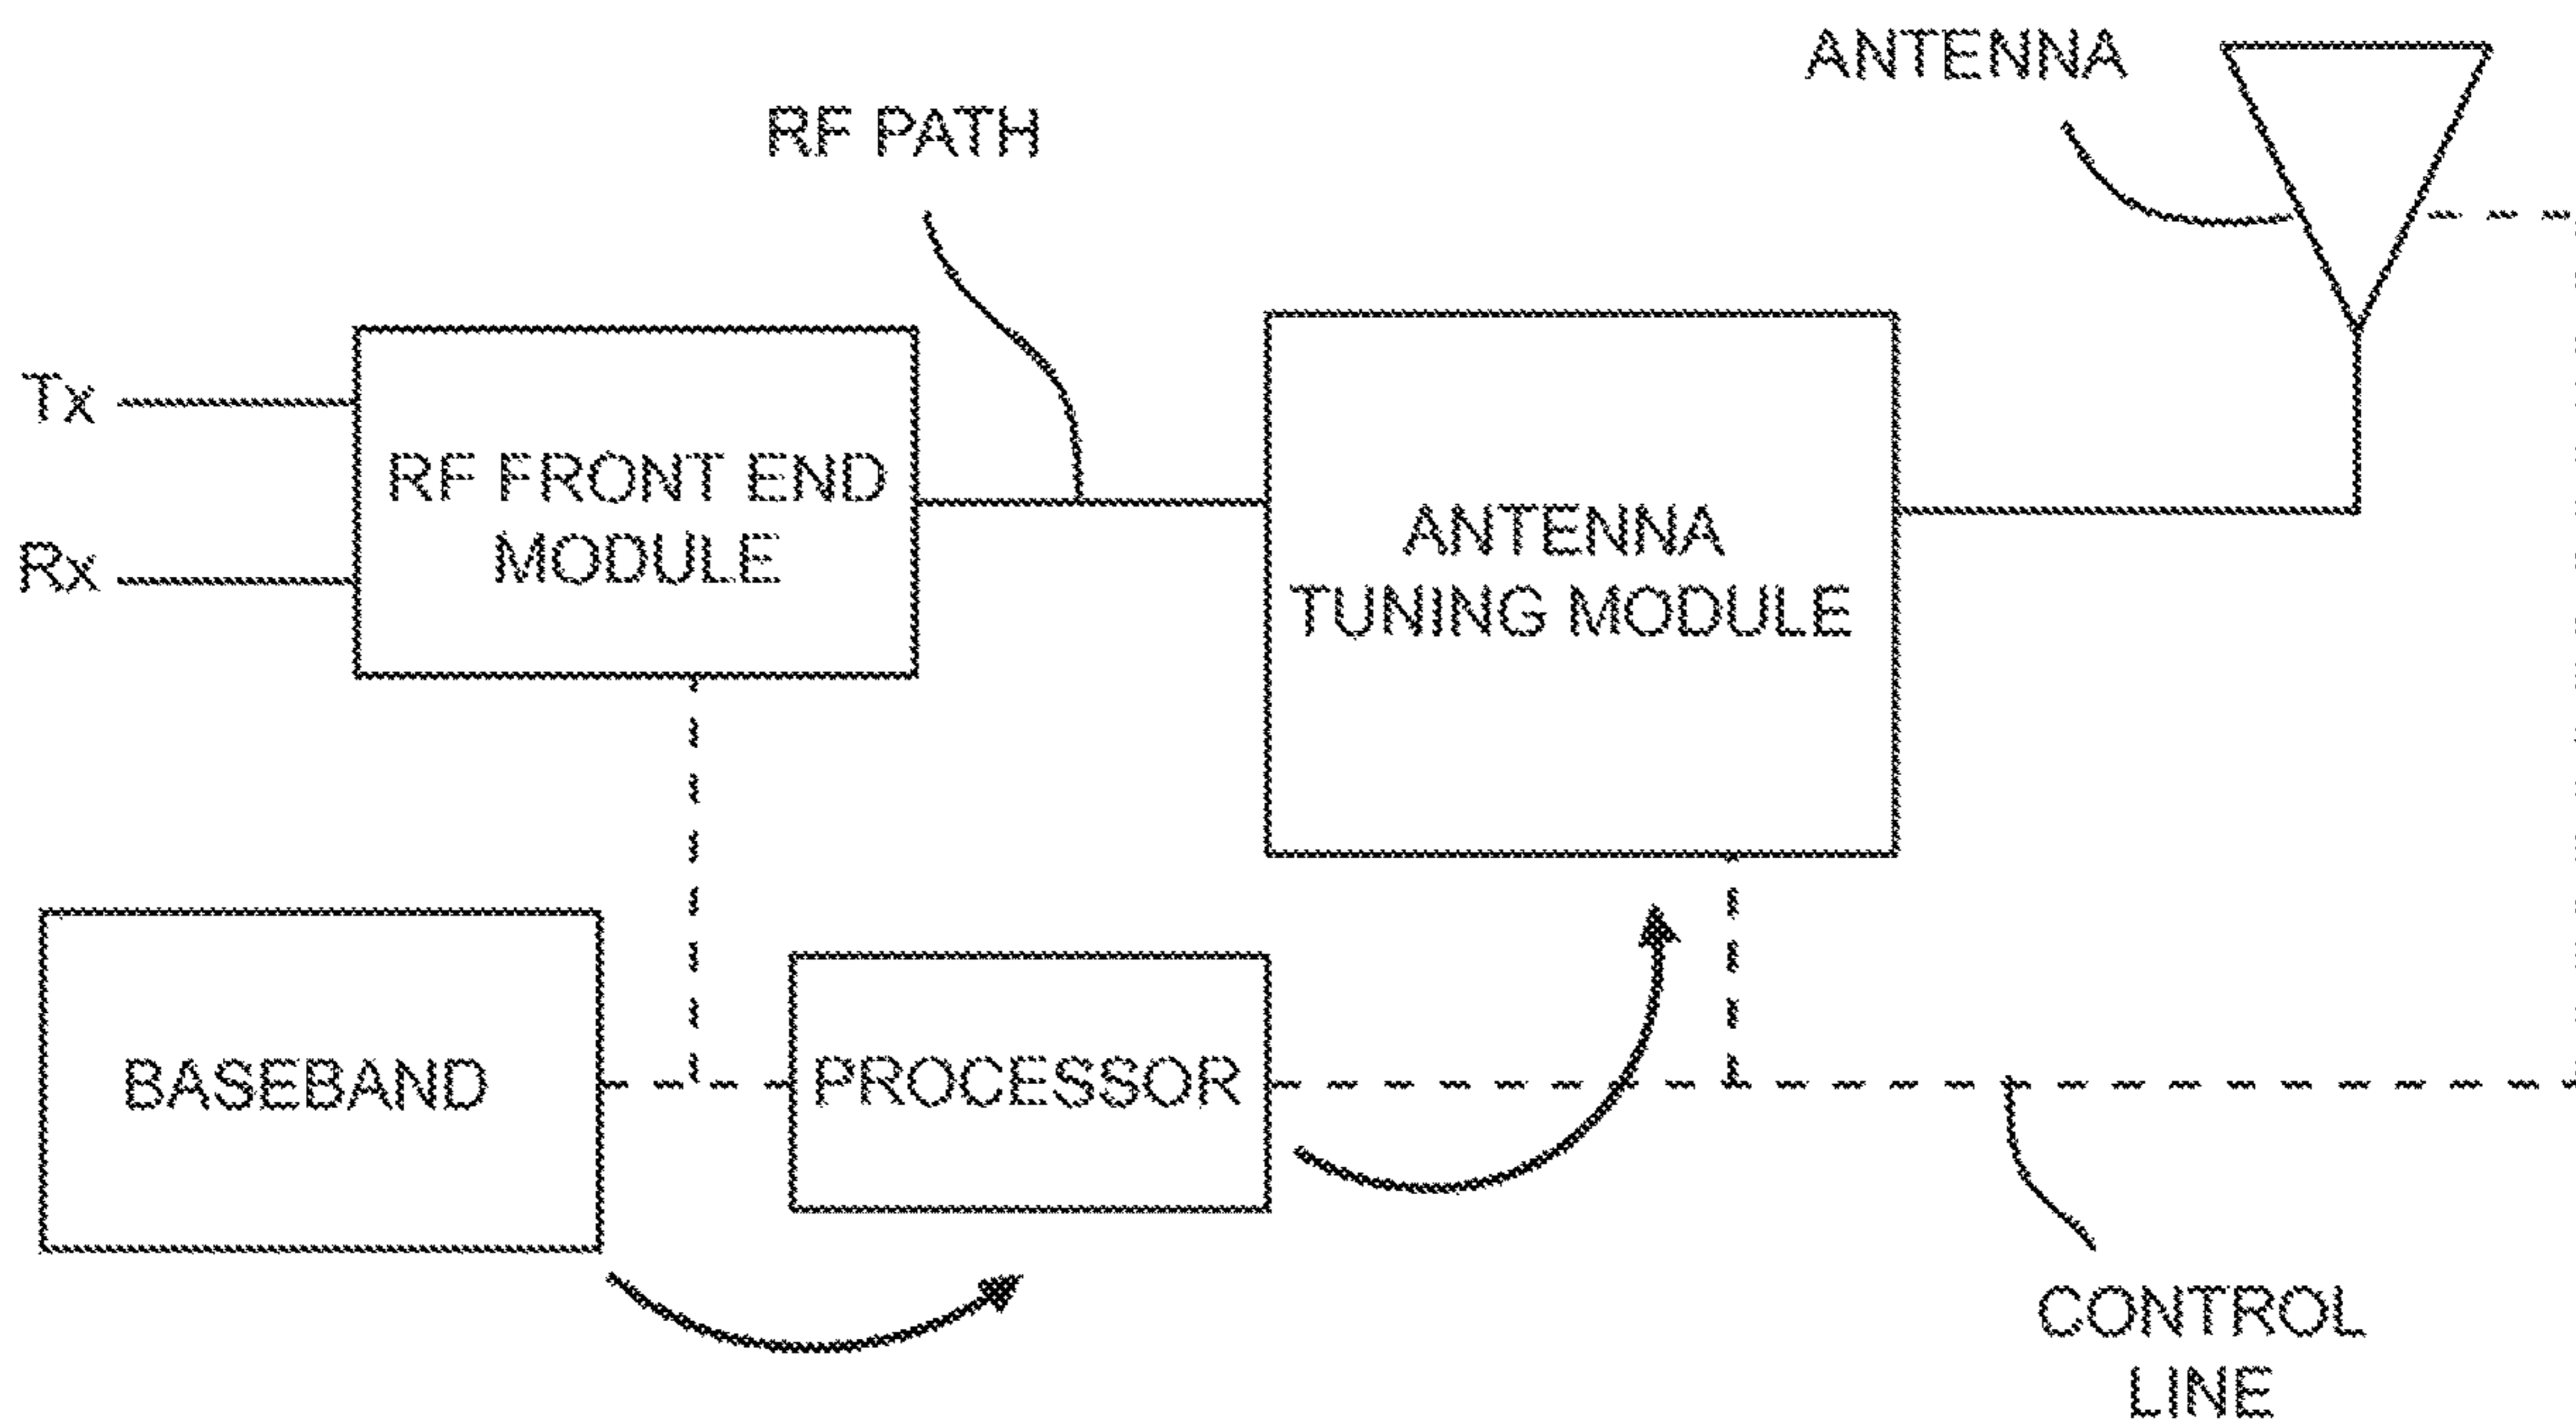 ANTENNA
RF PATH
Tx
RF FRONT END
MODULE
Rx
ANTENNA
TUNING MODULE
BASEBAND
PROCESSOR
CONTROL
LINE